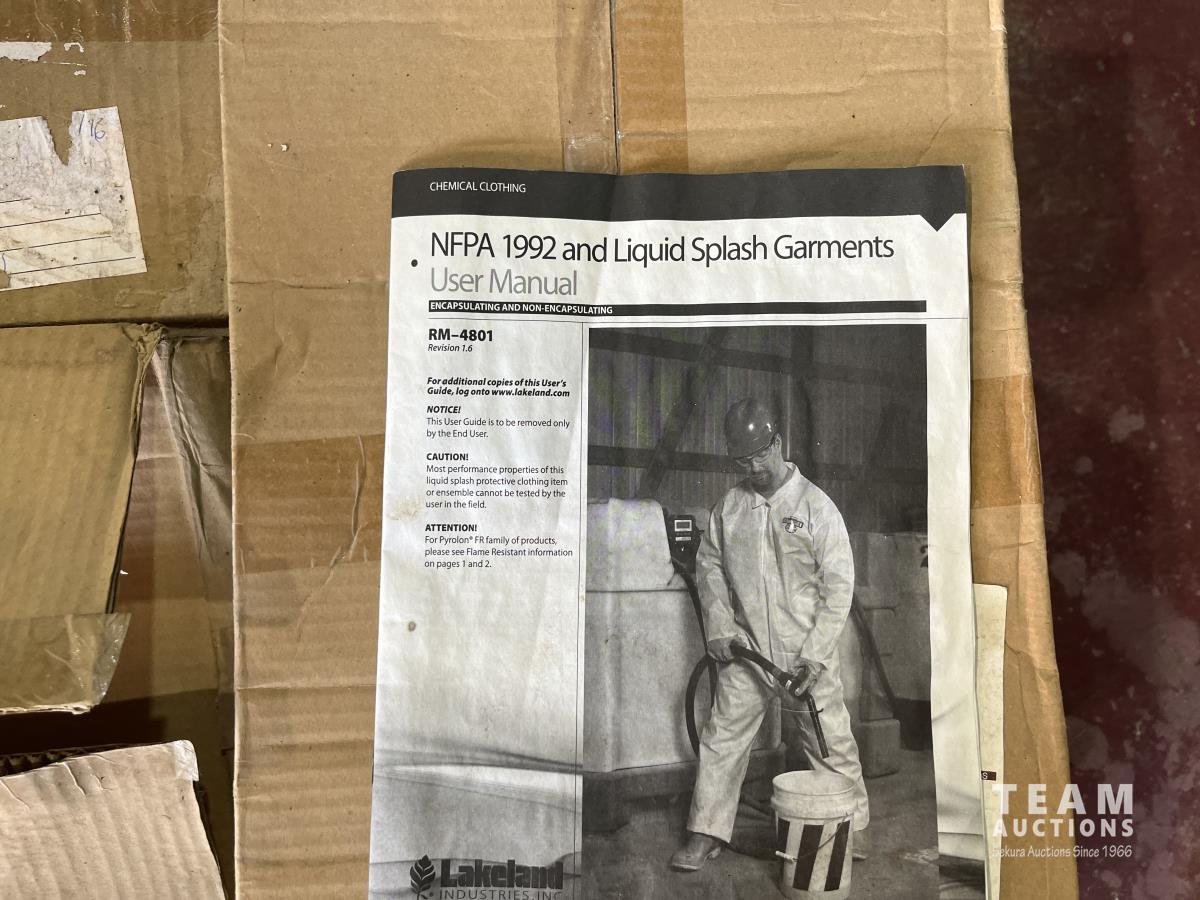 /16
CHEMICAL CLOTHING
NFPA 1992 and Liquid Splash Garments
User Manual
ENCAPSULATING AND NON-ENCAPSULATING
RM–4801
Revision 1.6
For additional copies of this User's
Guide, log onto www.lakeland.com
NOTICE!
This User Guide is to be removed only
by the End User.
CAUTION!
Most performance properties of this
liquid splash protective clothing item
or ensemble cannot be tested by the
user in the field.
ATTENTION!
For Pyrolon® FR family of products,
please see Flame Resistant information
on pages 1 and 2.
Lakeland
INDUSTRIES, INC
S
TEAM
AUCTIONS
Sekura Auctions Since 1966